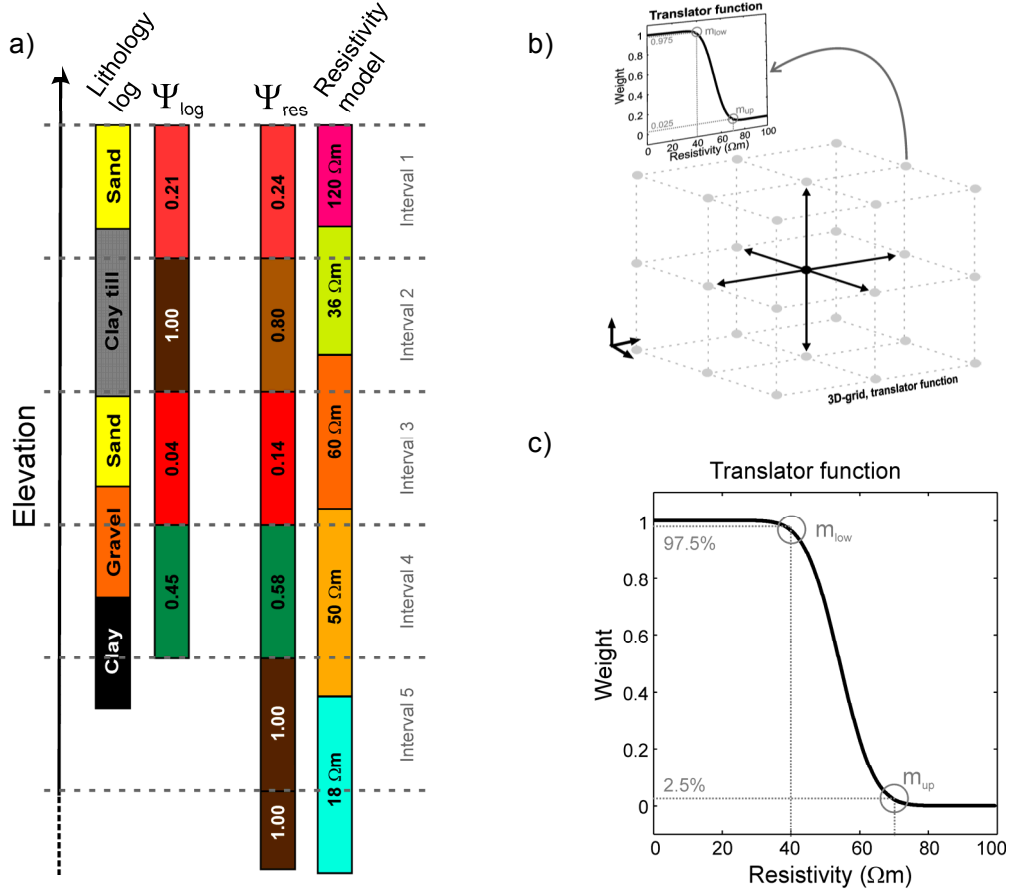 a)
Lithology
log
Ψlog
Ψres
Resistivity
model
Elevation
Sand
Clay till
Sand
Gravel
Clay
0.21
1.00
0.04
0.45
0.24
0.80
0.14
0.58
1.00
1.00
120 Ωm
36 Ωm
60 Ωm
50 Ωm
18 Ωm
Interval 1
Interval 2
Interval 3
Interval 4
Interval 5
b)
Translator function
1
0.8
0.6
0.4
0.2
0
Weight
0.975
0.025
mlow
mup
0 20 40 60 80 100
Resistivity (Ωm)
3D-grid, translator function
c)
Translator function
1
0.8
0.6
0.4
0.2
0
Weight
97.5%
2.5%
mlow
mup
0 20 40 60 80 100
Resistivity (Ωm)